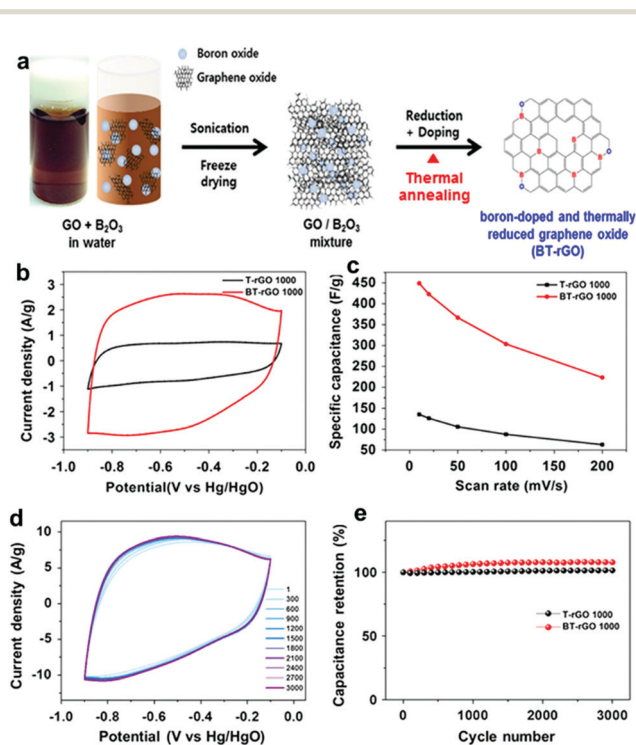 a
Boron oxide
Graphene oxide
Sonication
Freeze
drying
Reduction
+ Doping
Thermal
annealing
GO + B₂O₃
in water
GO / B₂O₃
mixture
boron-doped and thermally
reduced graphene oxide
(BT-rGO)
B
B
B
B
B
B
O
O
O
b
T-rGO 1000
BT-rGO 1000
Current density (A/g)
3
2
1
0
-1
-2
-3
-1.0 -0.8 -0.6 -0.4 -0.2 0.0
Potential(V vs Hg/HgO)
c
T-rGO 1000
BT-rGO 1000
Specific capacitance (F/g)
450
400
350
300
250
200
150
100
50
0 50 100 150 200
Scan rate (mV/s)
d
Current density (A/g)
10
5
0
-5
-10
1
300
600
900
1200
1500
1800
2100
2400
2700
3000
-1.0 -0.8 -0.6 -0.4 -0.2 0.0
Potential(V vs Hg/HgO)
e
Capacitance retention (%)
100
50
0
T-rGO 1000
BT-rGO 1000
0 1000 2000 3000
Cycle number